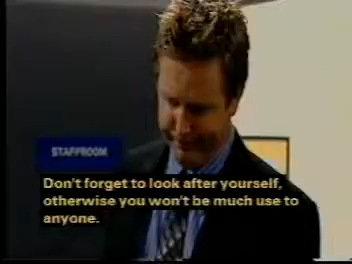 STAFFROOM
Don't forget to look after yourself,
otherwise you won't be much use to
anyone.